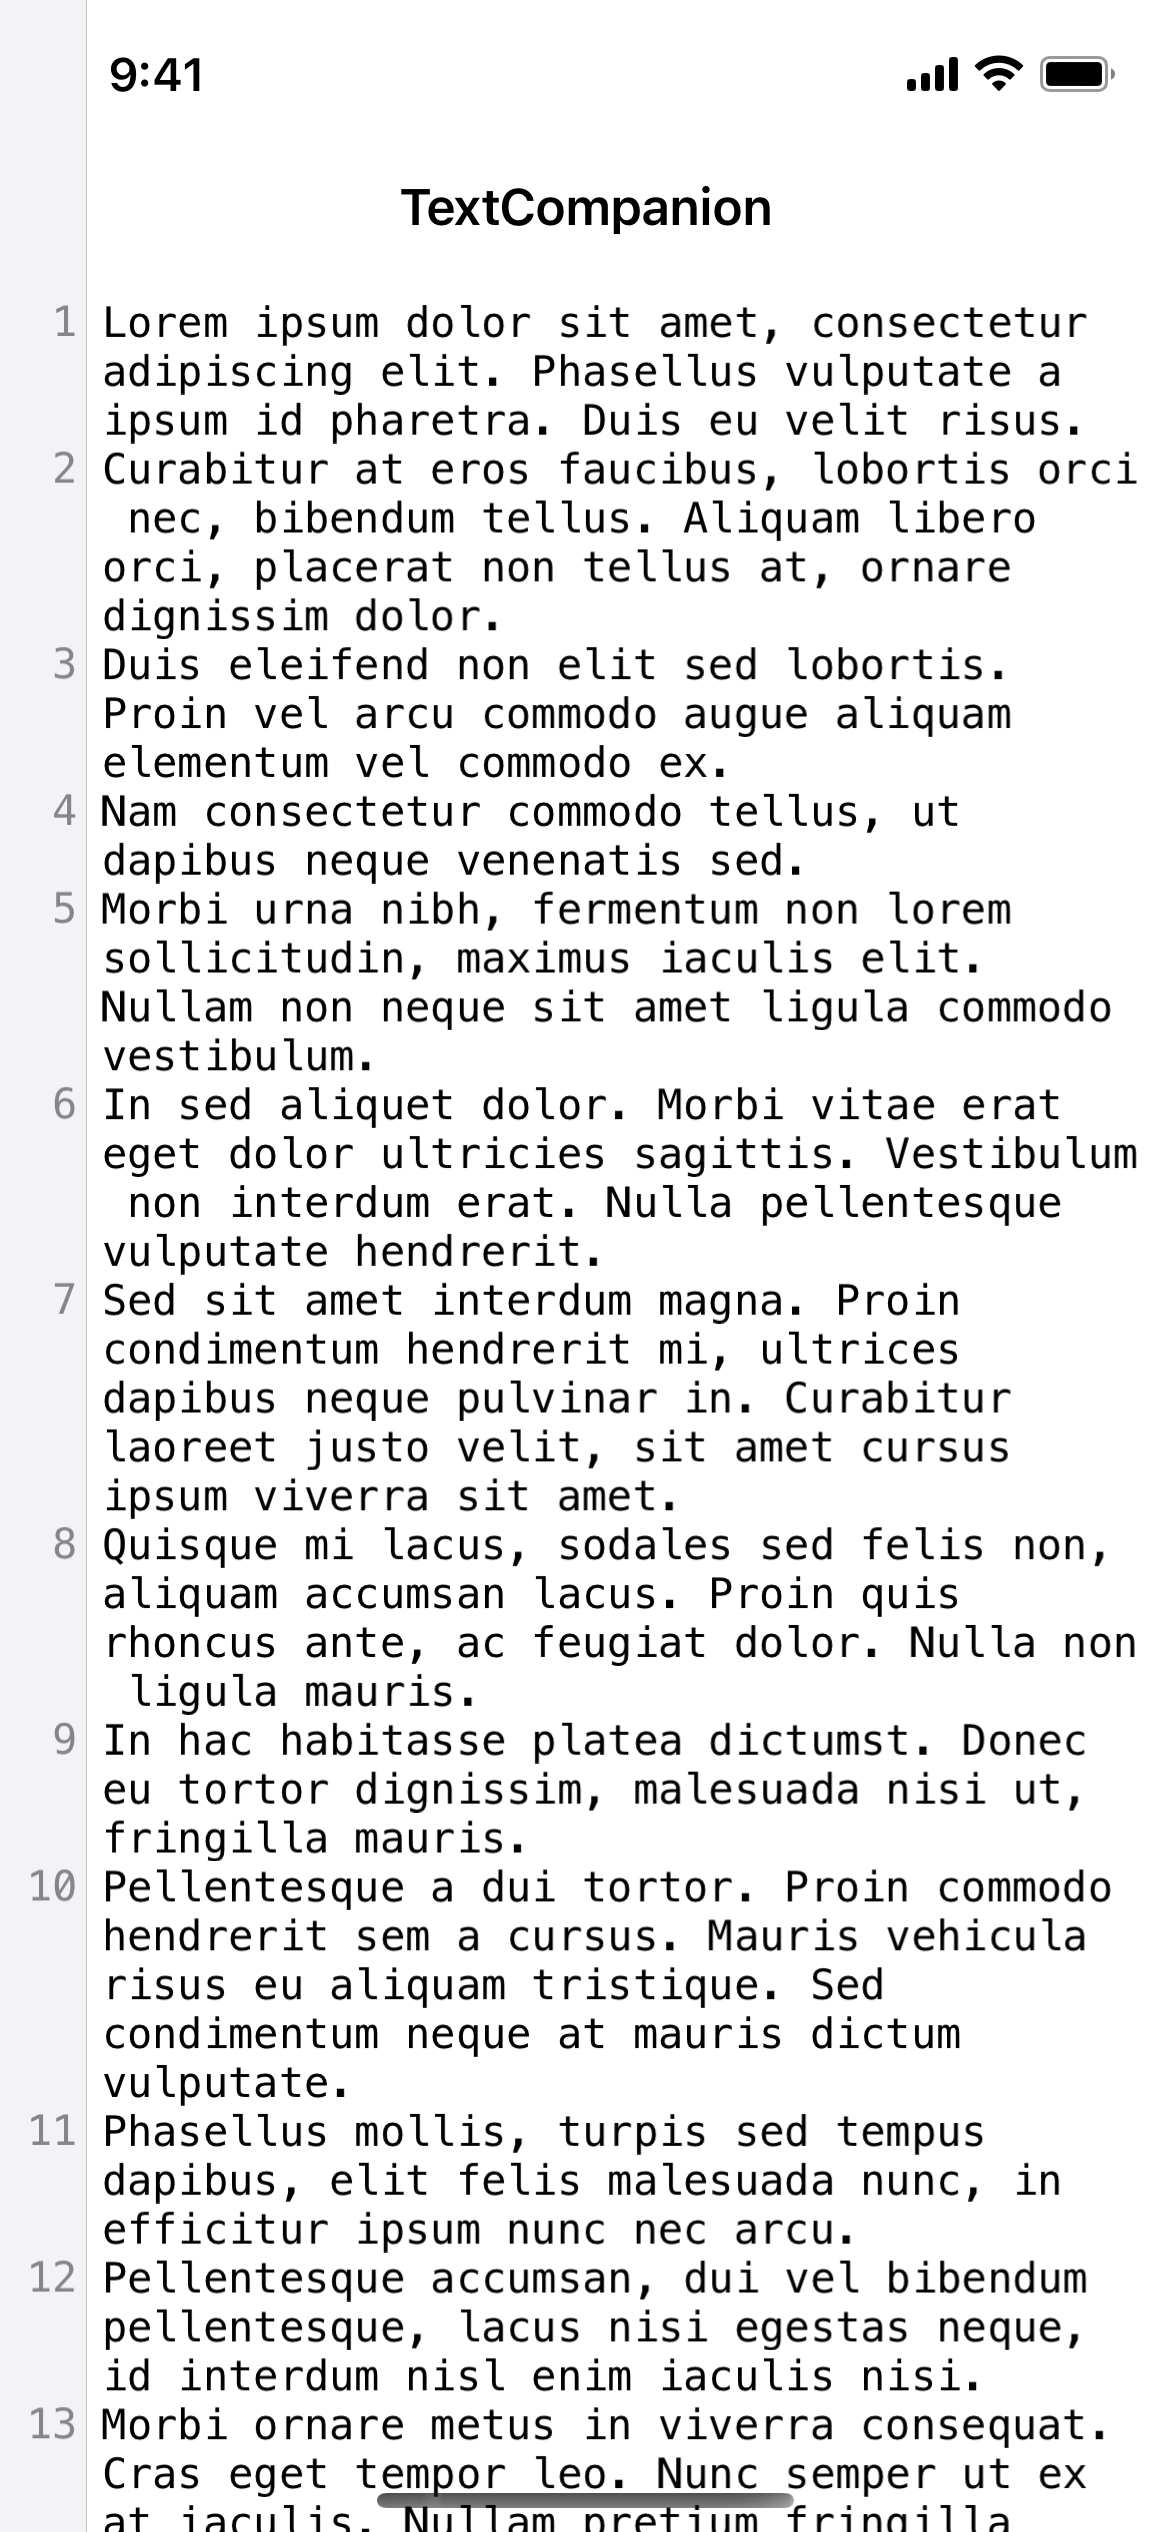 9:41
TextCompanion
1 Lorem ipsum dolor sit amet, consectetur
adipiscing elit. Phasellus vulputate a
ipsum id pharetra. Duis eu velit risus.
2 Curabitur at eros faucibus, lobortis orci
nec, bibendum tellus. Aliquam libero
orci, placerat non tellus at, ornare
dignissim dolor.
3 Duis eleifend non elit sed lobortis.
Proin vel arcu commodo augue aliquam
elementum vel commodo ex.
4 Nam consectetur commodo tellus, ut
dapibus neque venenatis sed.
5 Morbi urna nibh, fermentum non lorem
sollicitudin, maximus iaculis elit.
Nullam non neque sit amet ligula commodo
vestibulum.
6 In sed aliquet dolor. Morbi vitae erat
eget dolor ultricies sagittis. Vestibulum
non interdum erat. Nulla pellentesque
vulputate hendrerit.
7 Sed sit amet interdum magna. Proin
condimentum hendrerit mi, ultrices
dapibus neque pulvinar in. Curabitur
laoreet justo velit, sit amet cursus
ipsum viverra sit amet.
8 Quisque mi lacus, sodales sed felis non,
aliquam accumsan lacus. Proin quis
rhoncus ante, ac feugiat dolor. Nulla non
ligula mauris.
9 In hac habitasse platea dictumst. Donec
eu tortor dignissim, malesuada nisi ut,
fringilla mauris.
10 Pellentesque a dui tortor. Proin commodo
hendrerit sem a cursus. Mauris vehicula
risus eu aliquam tristique. Sed
condimentum neque at mauris dictum
vulputate.
11 Phasellus mollis, turpis sed tempus
dapibus, elit felis malesuada nunc, in
efficitur ipsum nunc nec arcu.
12 Pellentesque accumsan, dui vel bibendum
pellentesque, lacus nisi egestas neque,
id interdum nisl enim iaculis nisi.
13 Morbi ornare metus in viverra consequat.
Cras eget tempor leo. Nunc semper ut ex
at iaculis. Nullam pretium fringilla